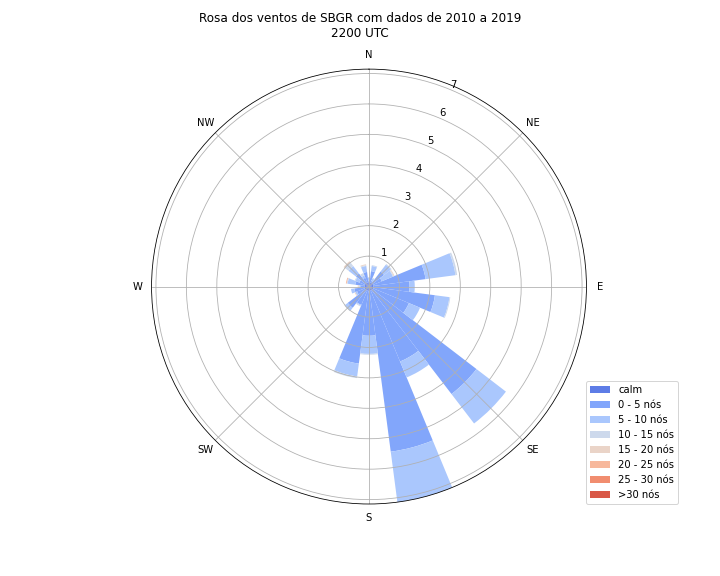 Rosa dos ventos de SBGR com dados de 2010 a 2019
2200 UTC
N
7
NW
NE
6
5
4
3
2
1
W
E
SW
SE
S
calm
0 - 5 nós
5 - 10 nós
10 - 15 nós
15 - 20 nós
20 - 25 nós
25 - 30 nós
>30 nós